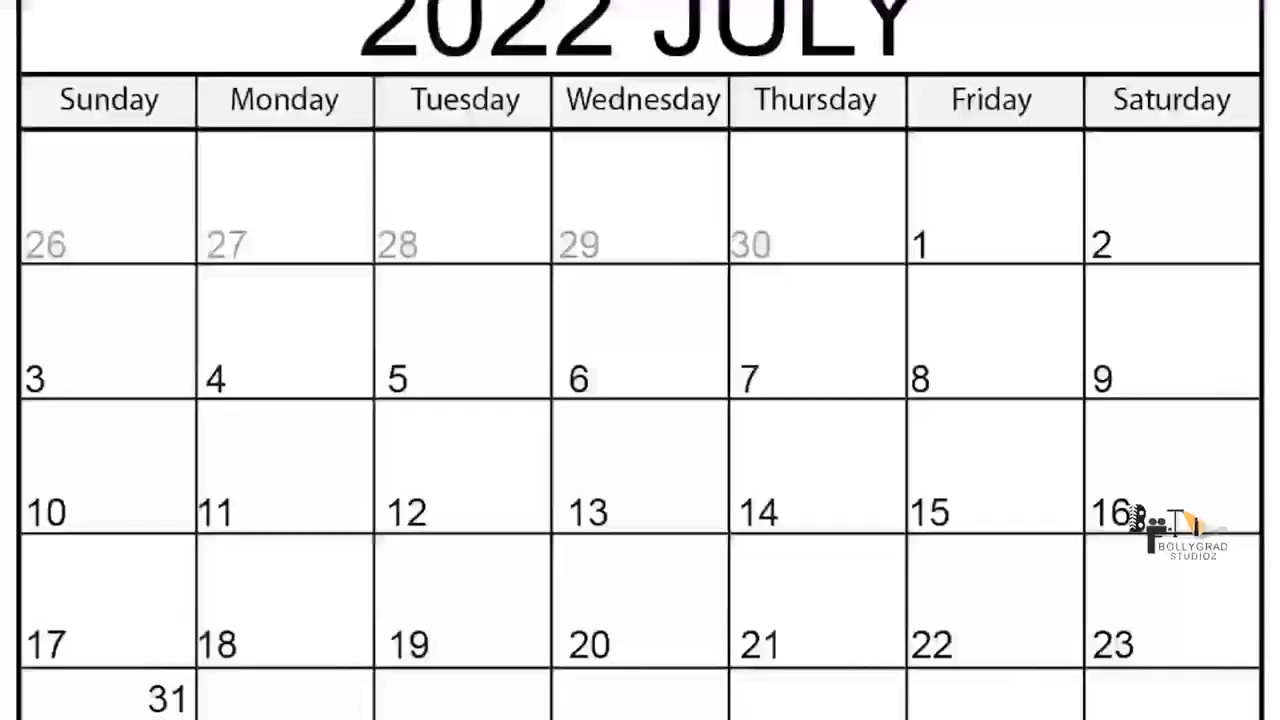 2022 JULY
Sunday Monday Tuesday Wednesday Thursday Friday Saturday
26 27 28 29 30 1 2
3 4 5 6 7 8 9
10 11 12 13 14 15 16
BOLLYGRAD
STUDIOZ
17 18 19 20 21 22 23
31